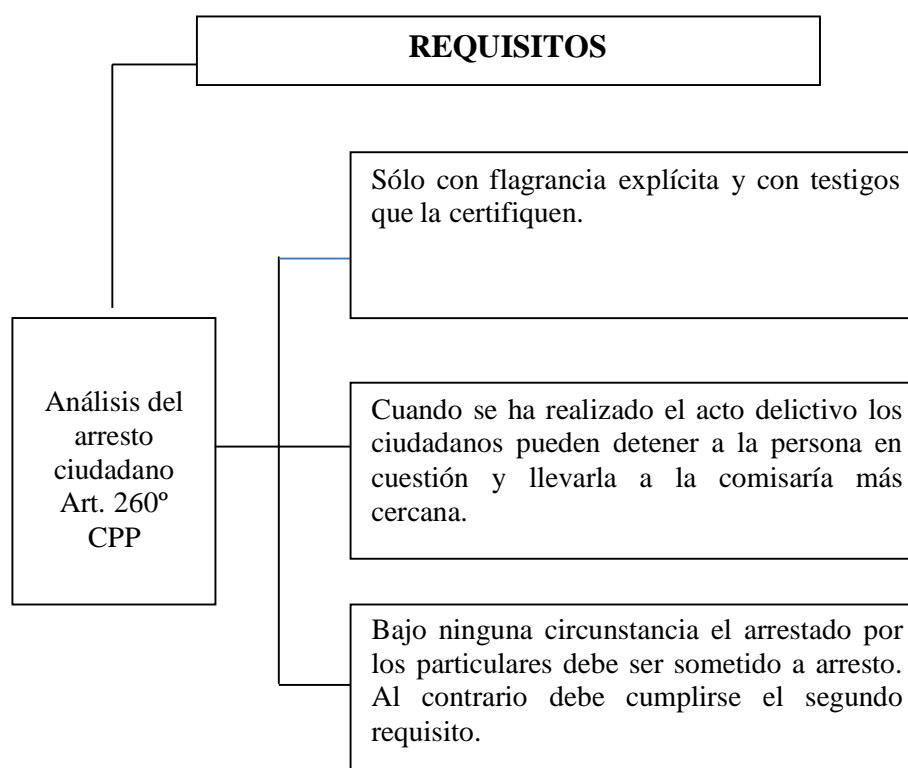 REQUISITOS
Sólo con flagrancia explícita y con testigos
que la certifiquen.
Análisis del
arresto
ciudadano
Art. 260º
CPP
Cuando se ha realizado el acto delictivo los
ciudadanos pueden detener a la persona en
cuestión y llevarla a la comisaría más
cercana.
Bajo ninguna circunstancia el arrestado por
los particulares debe ser sometido a arresto.
Al contrario debe cumplirse el segundo
requisito.